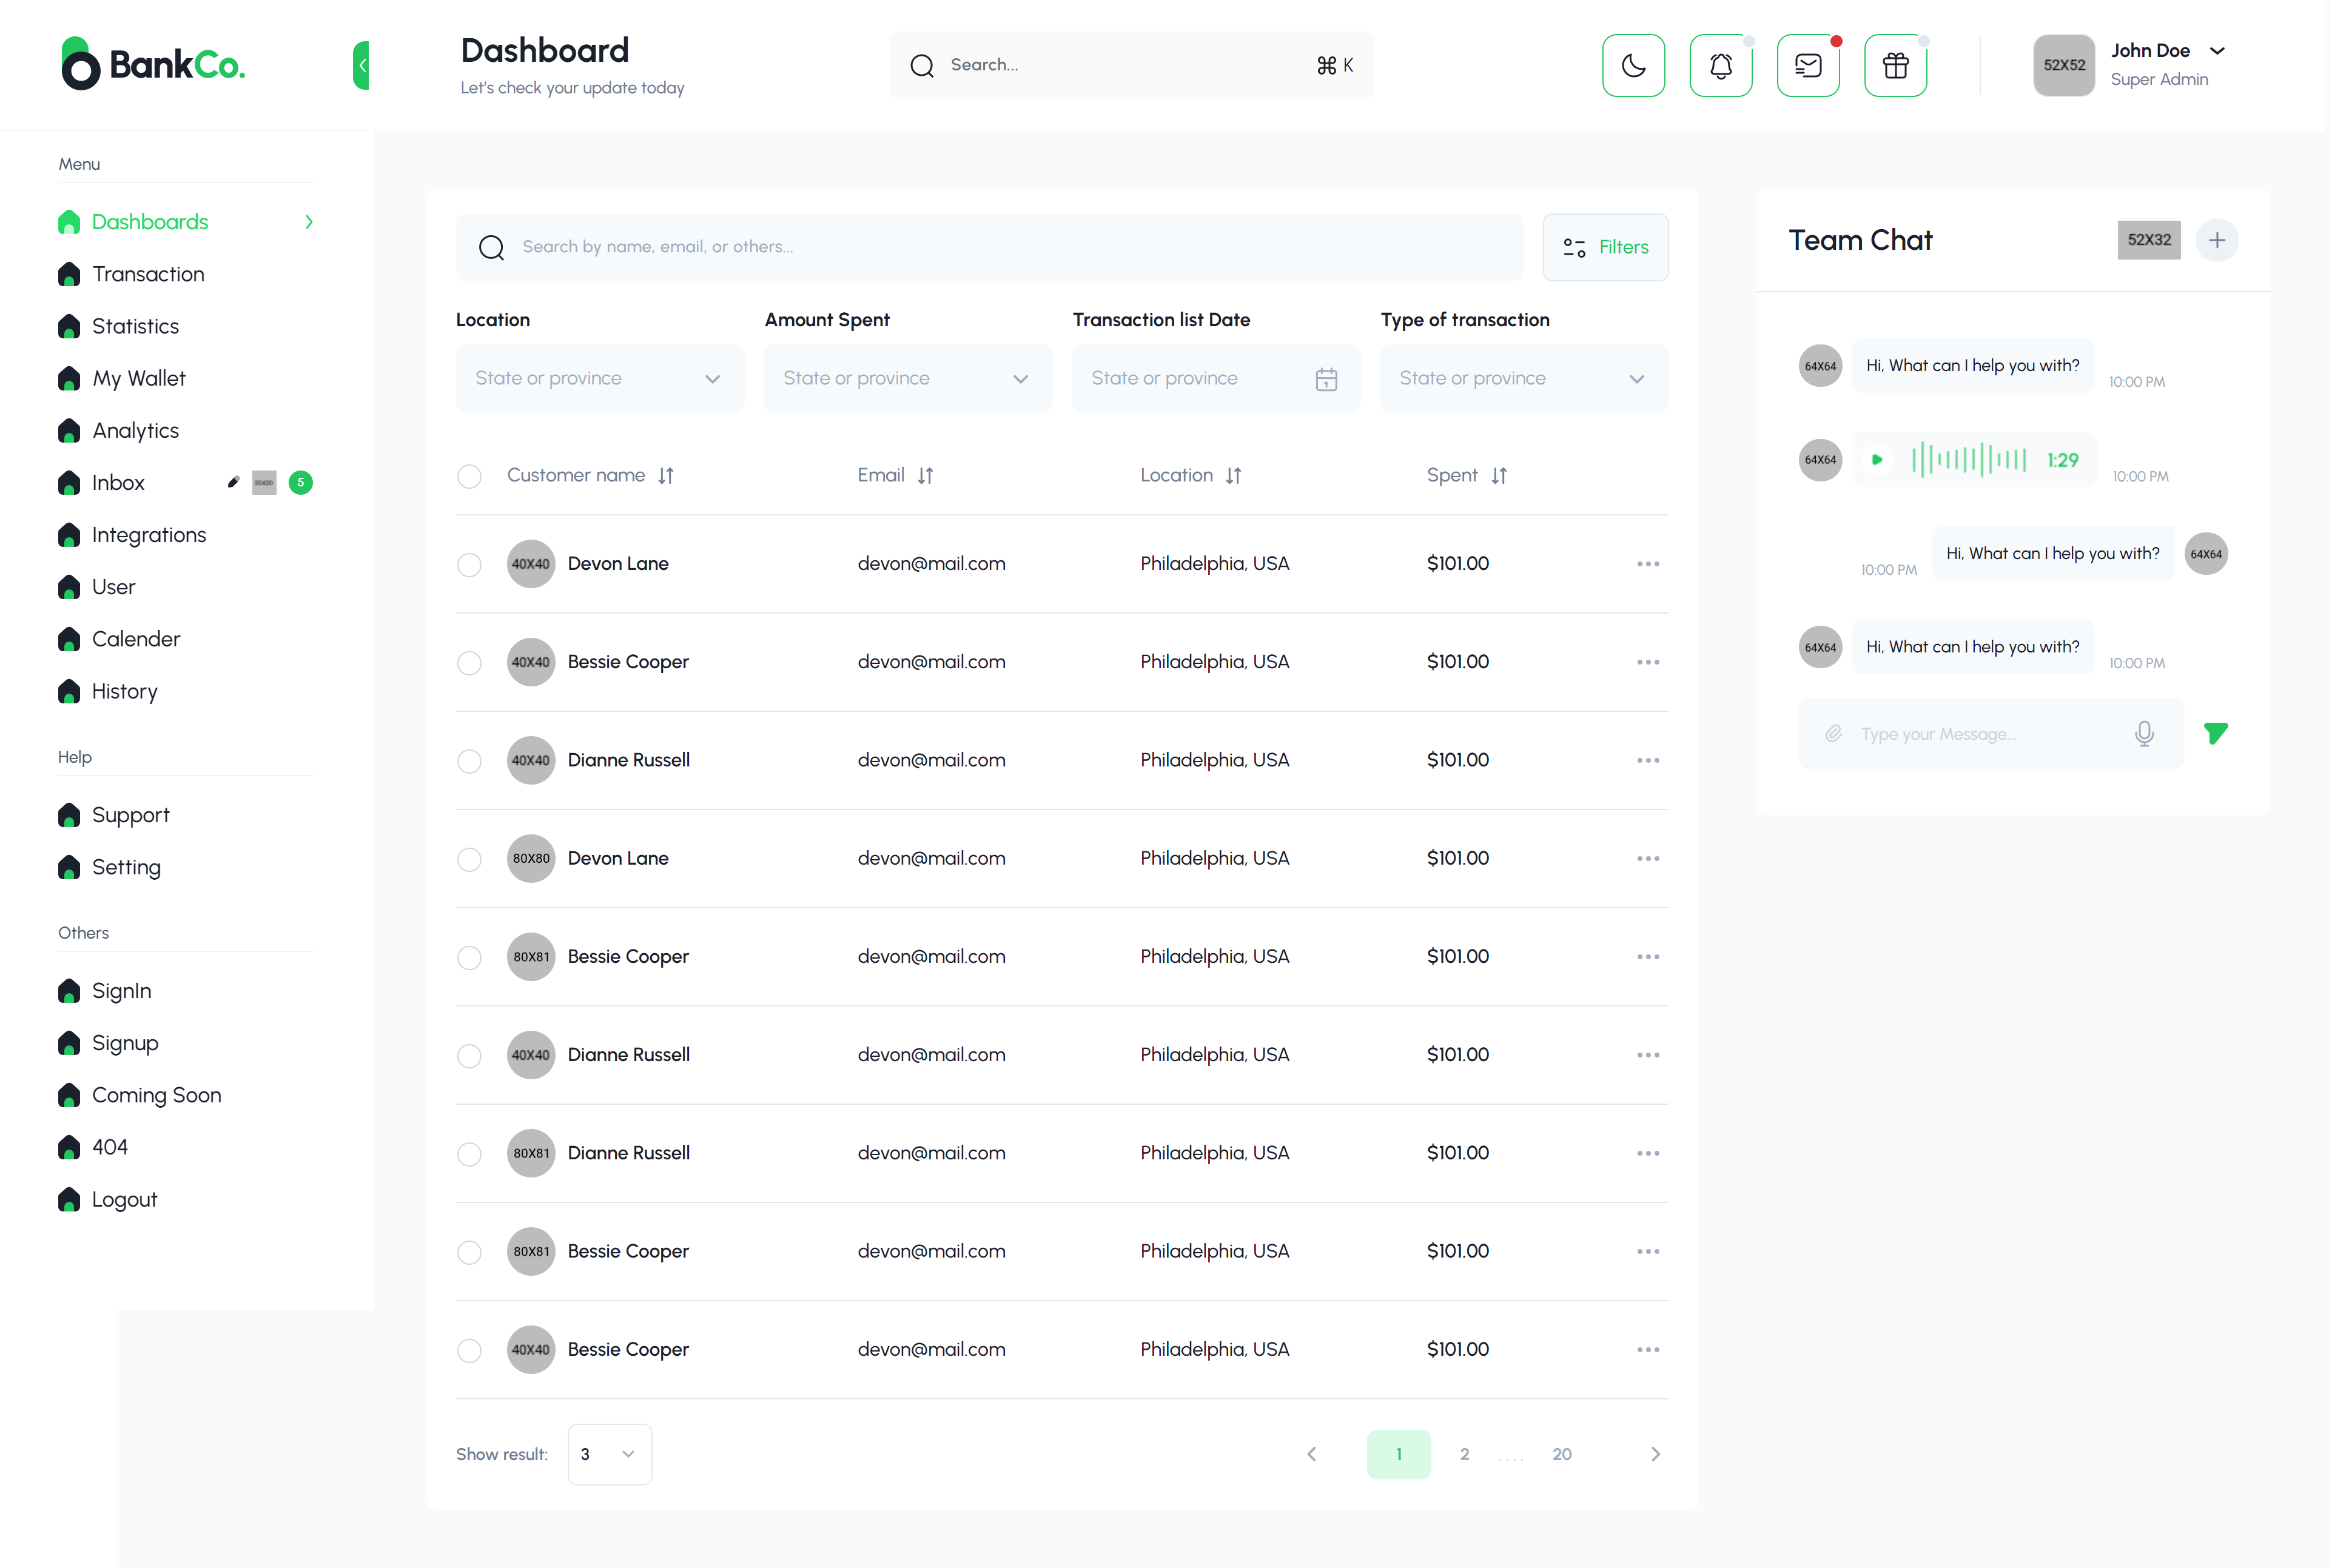 BankCo.
Dashboard
Let's check your update today
Search...
⌘ K
52X52
John Doe
Super Admin
Menu
Dashboards
Transaction
Statistics
My Wallet
Analytics
Inbox
5
Integrations
User
Calender
History
Help
Support
Setting
Others
SignIn
Signup
Coming Soon
404
Logout
Search by name, email, or others...
Filters
Location
Amount Spent
Transaction list Date
Type of transaction
State or province
State or province
State or province
State or province
Customer name
Email
Location
Spent
40X40 Devon Lane devon@mail.com Philadelphia, USA $101.00
40X40 Bessie Cooper devon@mail.com Philadelphia, USA $101.00
40X40 Dianne Russell devon@mail.com Philadelphia, USA $101.00
80X80 Devon Lane devon@mail.com Philadelphia, USA $101.00
80X81 Bessie Cooper devon@mail.com Philadelphia, USA $101.00
40X40 Dianne Russell devon@mail.com Philadelphia, USA $101.00
80X81 Dianne Russell devon@mail.com Philadelphia, USA $101.00
80X81 Bessie Cooper devon@mail.com Philadelphia, USA $101.00
40X40 Bessie Cooper devon@mail.com Philadelphia, USA $101.00
Show result:
3
1
2
....
20
Team Chat
52X32
64X64
Hi, What can I help you with?
10:00 PM
64X64
1:29
10:00 PM
10:00 PM
Hi, What can I help you with?
64X64
64X64
Hi, What can I help you with?
10:00 PM
Type your Message...